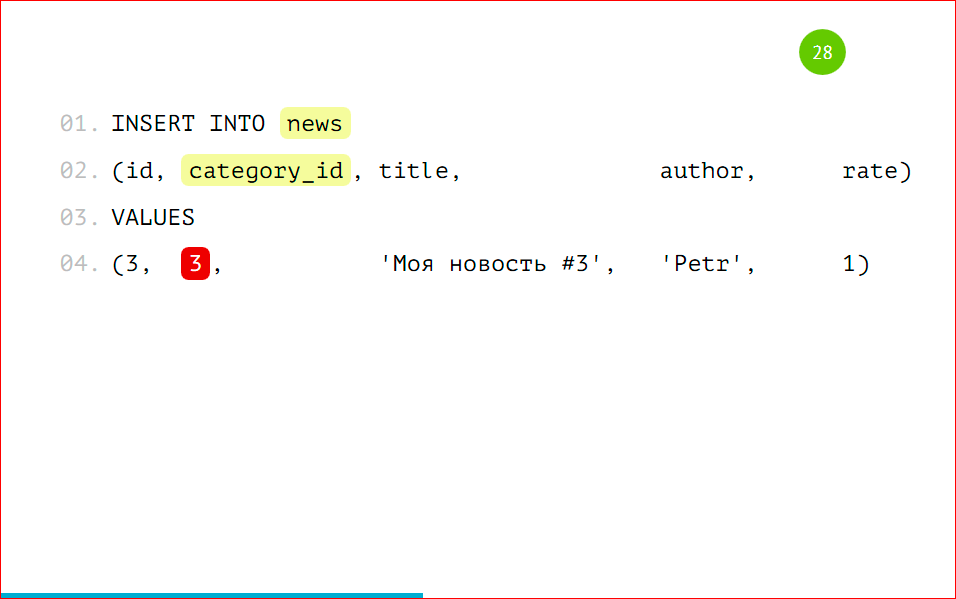 28
01. INSERT INTO news
02. (id, category_id, title, author, rate)
03. VALUES
04. (3, 3, 'Моя новость #3', 'Petr', 1)